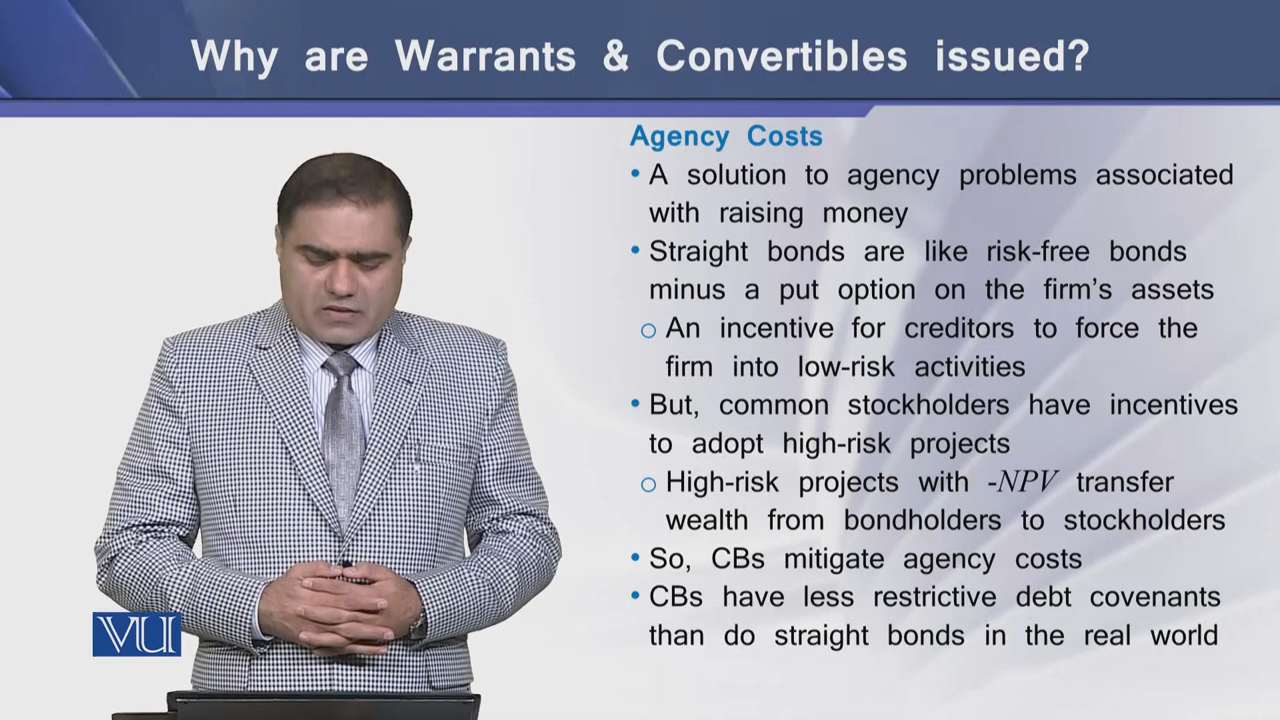 Why are Warrants & Convertibles issued?
Agency Costs
• A solution to agency problems associated
with raising money
• Straight bonds are like risk-free bonds
minus a put option on the firm's assets
o An incentive for creditors to force the
firm into low-risk activities
• But, common stockholders have incentives
to adopt high-risk projects
o High-risk projects with -NPV transfer
wealth from bondholders to stockholders
• So, CBs mitigate agency costs
• CBs have less restrictive debt covenants
than do straight bonds in the real world
VU